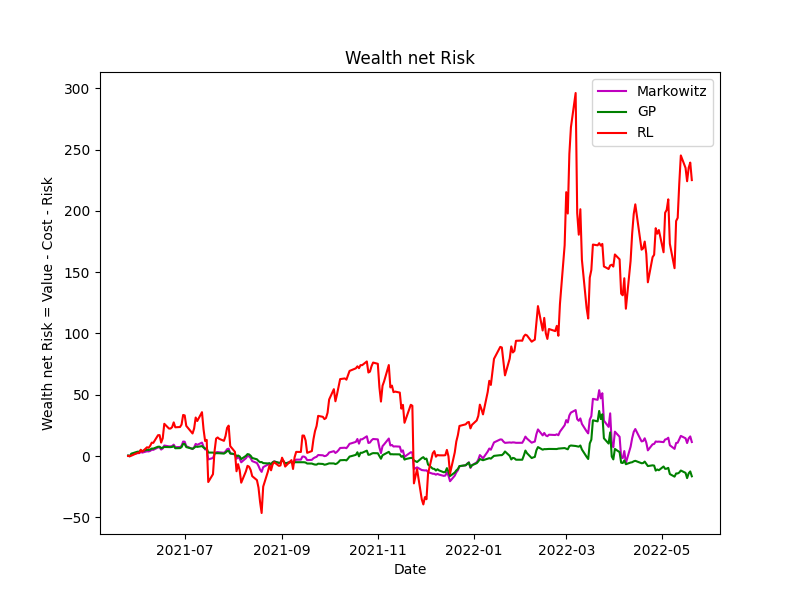 Wealth net Risk
Markowitz
GP
RL
Wealth net Risk = Value - Cost - Risk
300
250
200
150
100
50
0
−50
2021-07
2021-09
2021-11
2022-01
2022-03
2022-05
Date